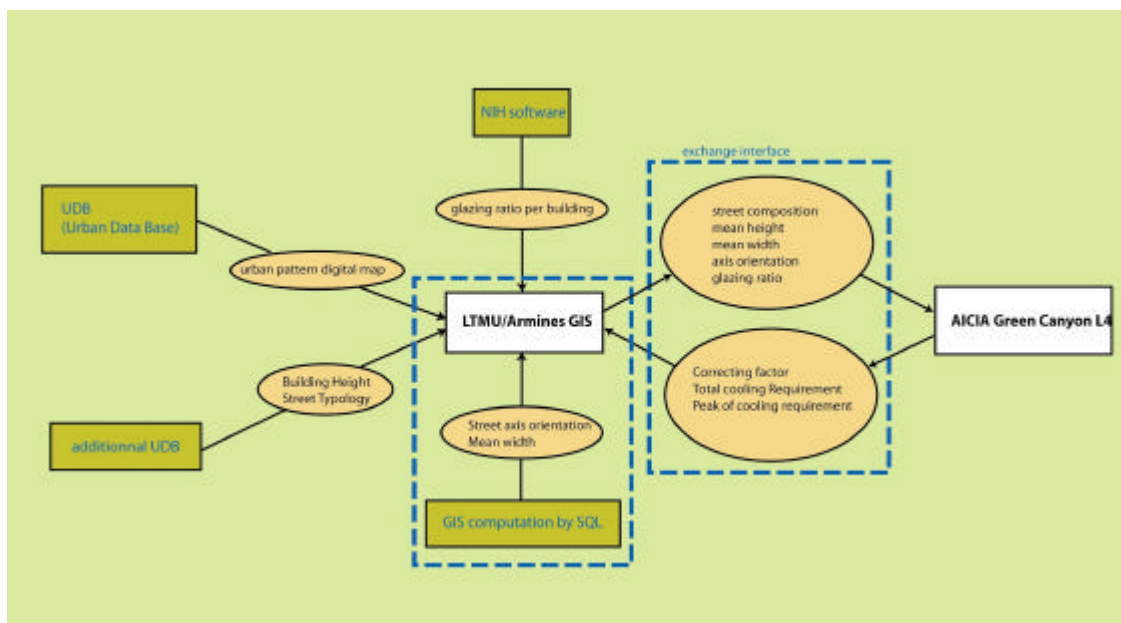 NIH software
exchange interface
UDB
(Urban Data Base)
glazing ratio per building
street composition
mean height
mean width
axis orientation
glazing ratio
urban pattern digital map
LTMU/Armines GIS
AICIA Green Canyon L4
Building Height
Street Typology
Correcting factor
Total cooling Requirement
Peak of cooling requirement
additionnal UDB
Street axis orientation
Mean width
GIS computation by SQL